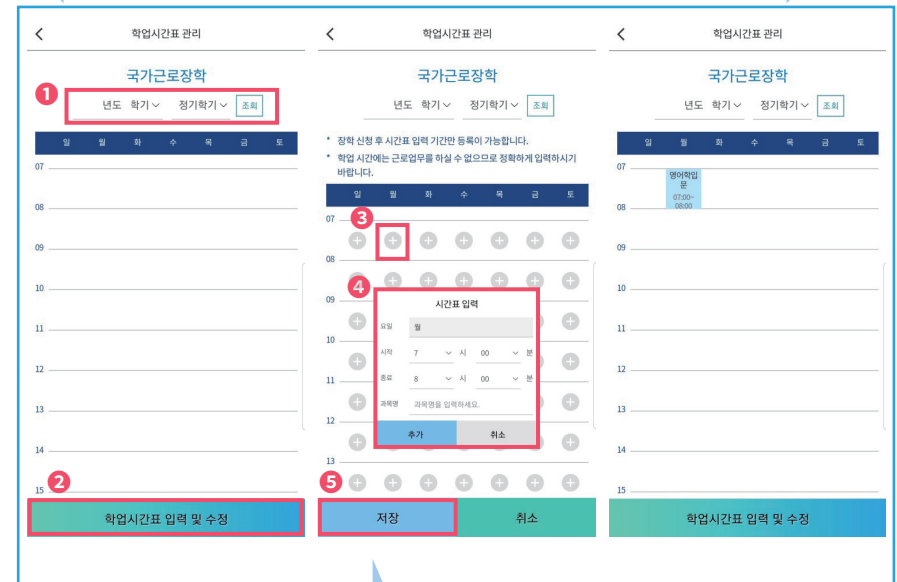 학업시간표 관리
국가근로장학
1
년도 학기 정기학기 조회
일 월 화 수 목 금 토
07
08
09
10
11
12
13
14
15
2
학업시간표 입력 및 수정
학업시간표 관리
국가근로장학
년도 학기 정기학기 조회
* 장학 신청 후 시간표 입력 기간만 등록이 가능합니다.
* 학업 시간에는 근로업무를 하실 수 없으므로 정확하게 입력하시기
바랍니다.
일 월 화 수 목 금 토
07
3
08
4
09
시간표 입력
요일 월
10
시작 7 시 00 분
11
종료 8 시 00 분
과목명 과목명을 입력하세요.
12
추가 취소
13
5
저장 취소
학업시간표 관리
국가근로장학
년도 학기 정기학기 조회
일 월 화 수 목 금 토
07
영어학입
문
07:00~
08:00
08
09
10
11
12
13
14
15
학업시간표 입력 및 수정